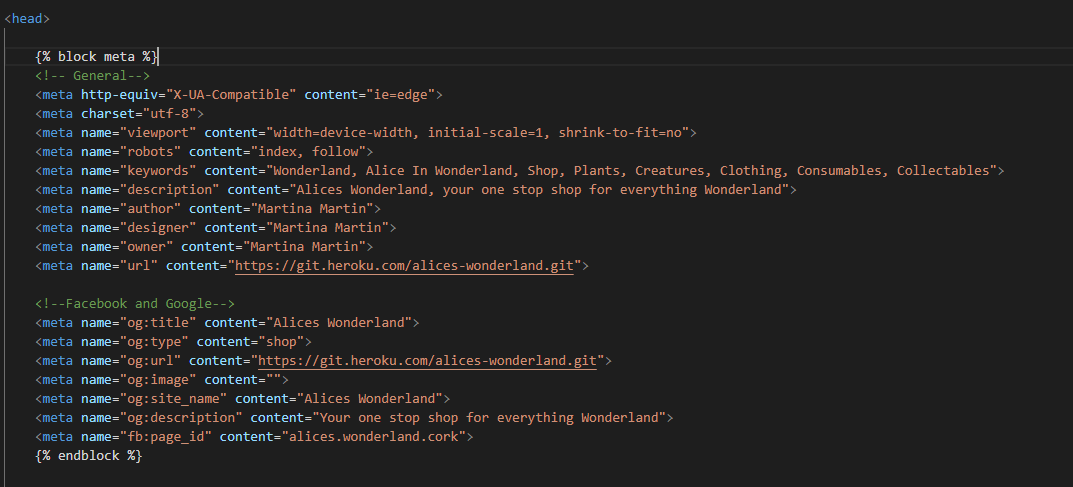 <head>
{% block meta %}
<!-- General-->
<meta http-equiv="X-UA-Compatible" content="ie=edge">
<meta charset="utf-8">
<meta name="viewport" content="width=device-width, initial-scale=1, shrink-to-fit=no">
<meta name="robots" content="index, follow">
<meta name="keywords" content="Wonderland, Alice In Wonderland, Shop, Plants, Creatures, Clothing, Consumables, Collectables">
<meta name="description" content="Alices Wonderland, your one stop shop for everything Wonderland">
<meta name="author" content="Martina Martin">
<meta name="designer" content="Martina Martin">
<meta name="owner" content="Martina Martin">
<meta name="url" content="https://git.heroku.com/alices-wonderland.git">
<!--Facebook and Google-->
<meta name="og:title" content="Alices Wonderland">
<meta name="og:type" content="shop">
<meta name="og:url" content="https://git.heroku.com/alices-wonderland.git">
<meta name="og:image" content="">
<meta name="og:site_name" content="Alices Wonderland">
<meta name="og:description" content="Your one stop shop for everything Wonderland">
<meta name="fb:page_id" content="alices.wonderland.cork">
{% endblock %}